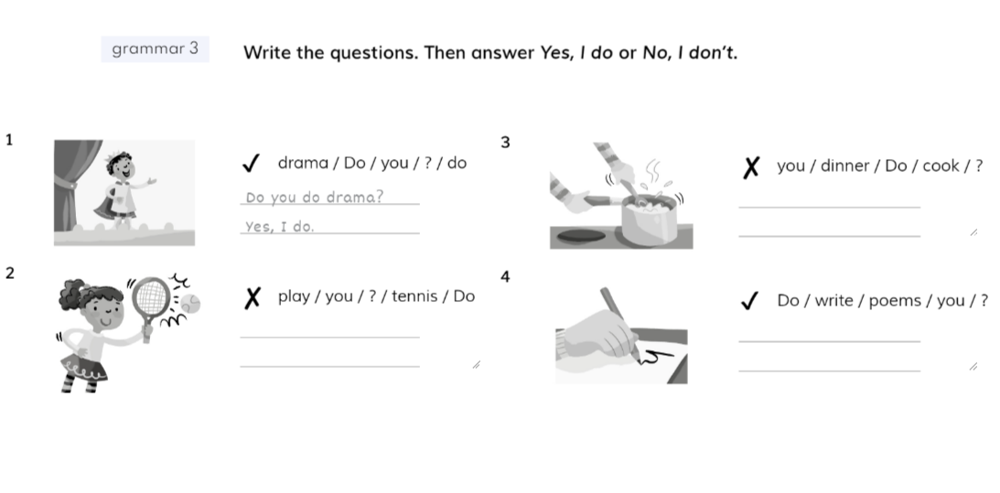 grammar 3
Write the questions. Then answer Yes, I do or No, I don't.
1
✓ drama / Do / you / ? / do
Do you do drama?
Yes, I do.
2
✗ play / you / ? / tennis / Do
3
✗ you / dinner / Do / cook / ?
4
✓ Do / write / poems / you / ?